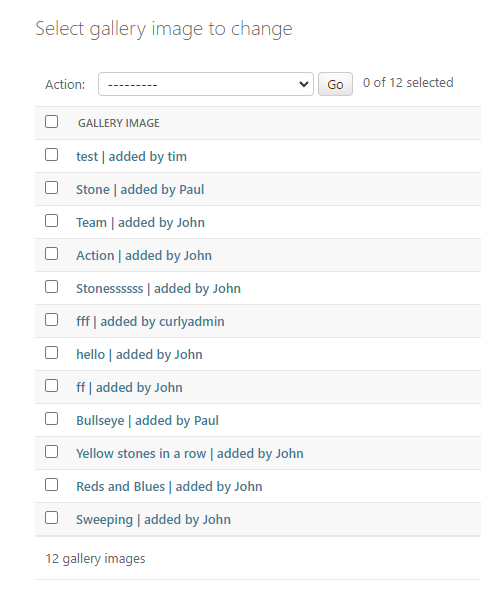 Select gallery image to change
Action: --------- Go 0 of 12 selected
GALLERY IMAGE
test | added by tim
Stone | added by Paul
Team | added by John
Action | added by John
Stonessssss | added by John
fff | added by curlyadmin
hello | added by John
ff | added by John
Bullseye | added by Paul
Yellow stones in a row | added by John
Reds and Blues | added by John
Sweeping | added by John
12 gallery images